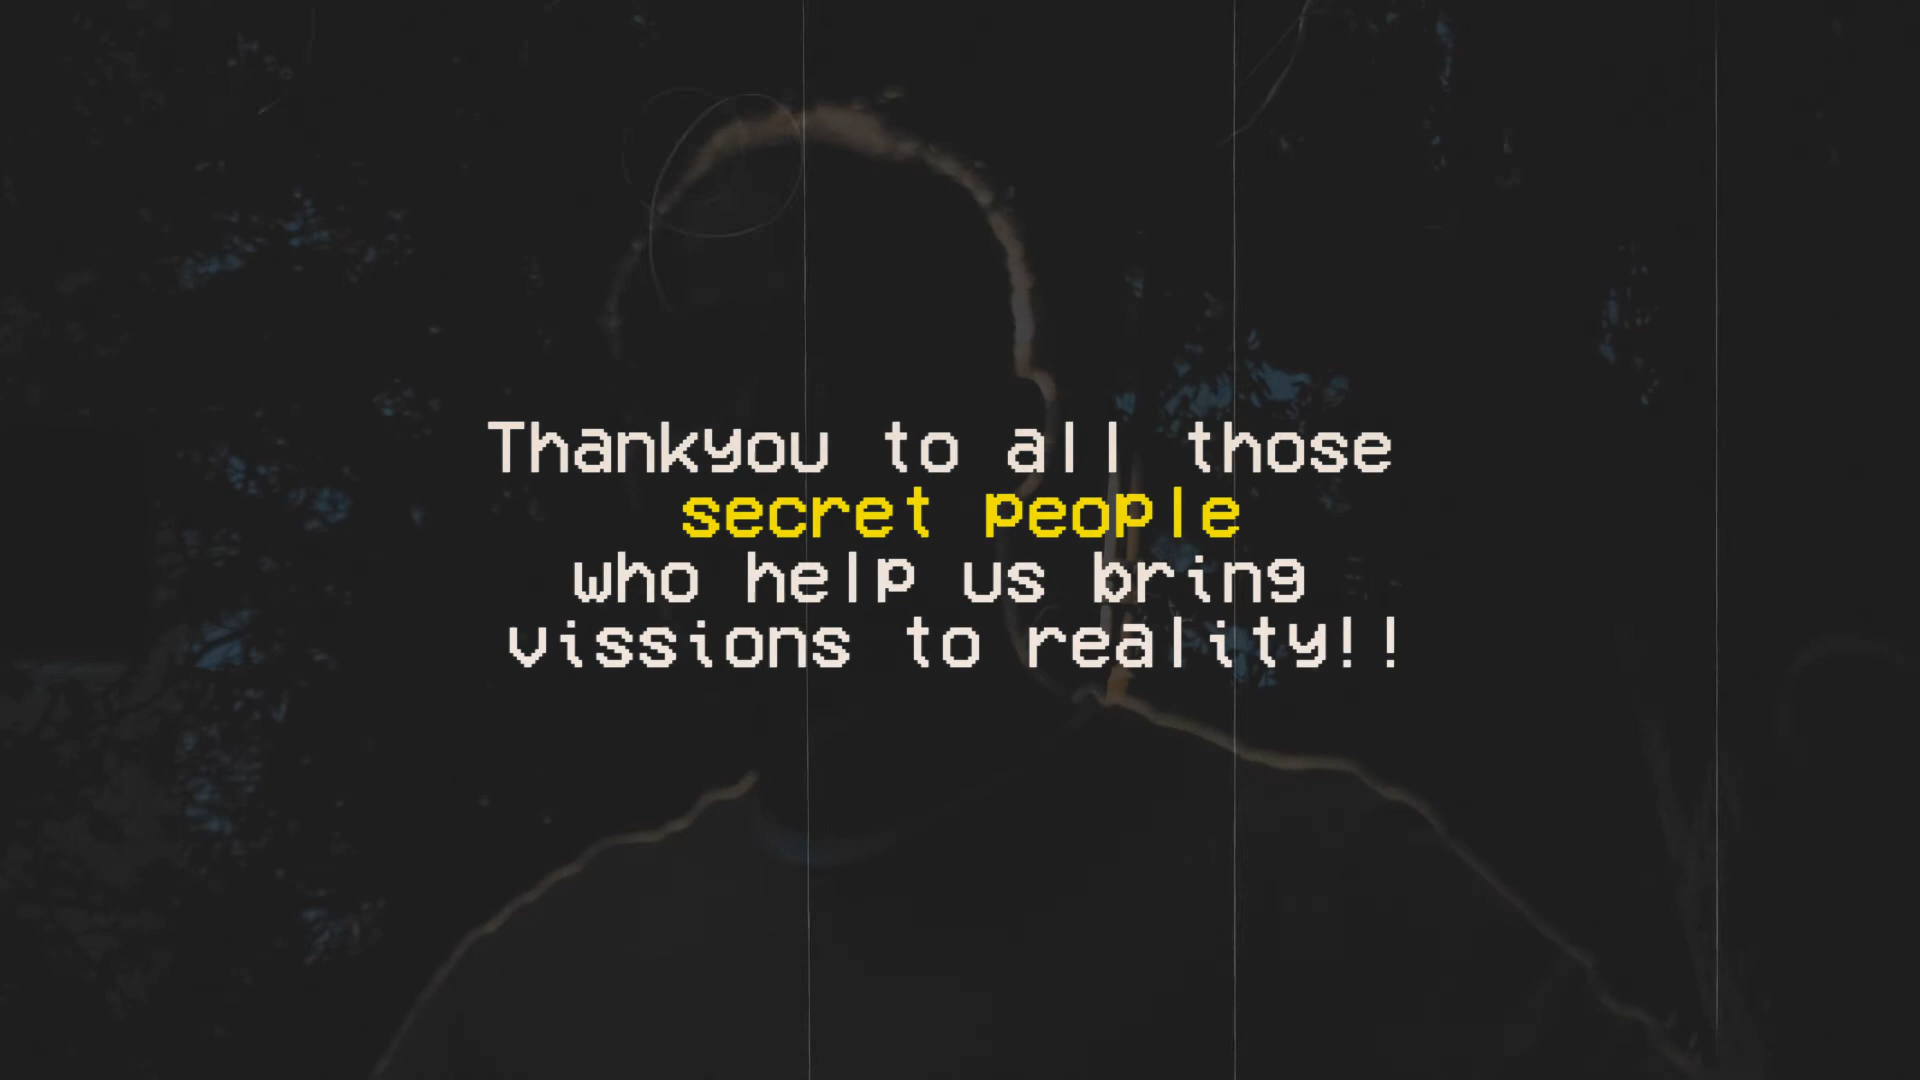 Thankyou to all those
secret people
who help us bring
vissions to reality!!